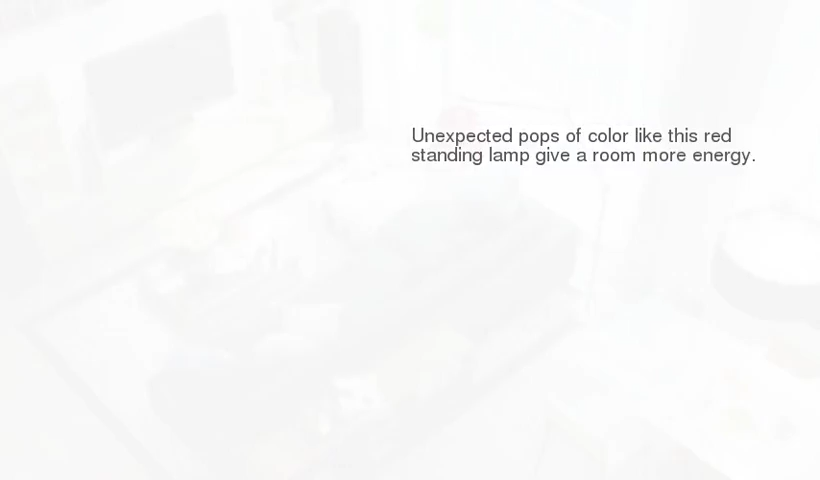 Unexpected pops of color like this red
standing lamp give a room more energy.